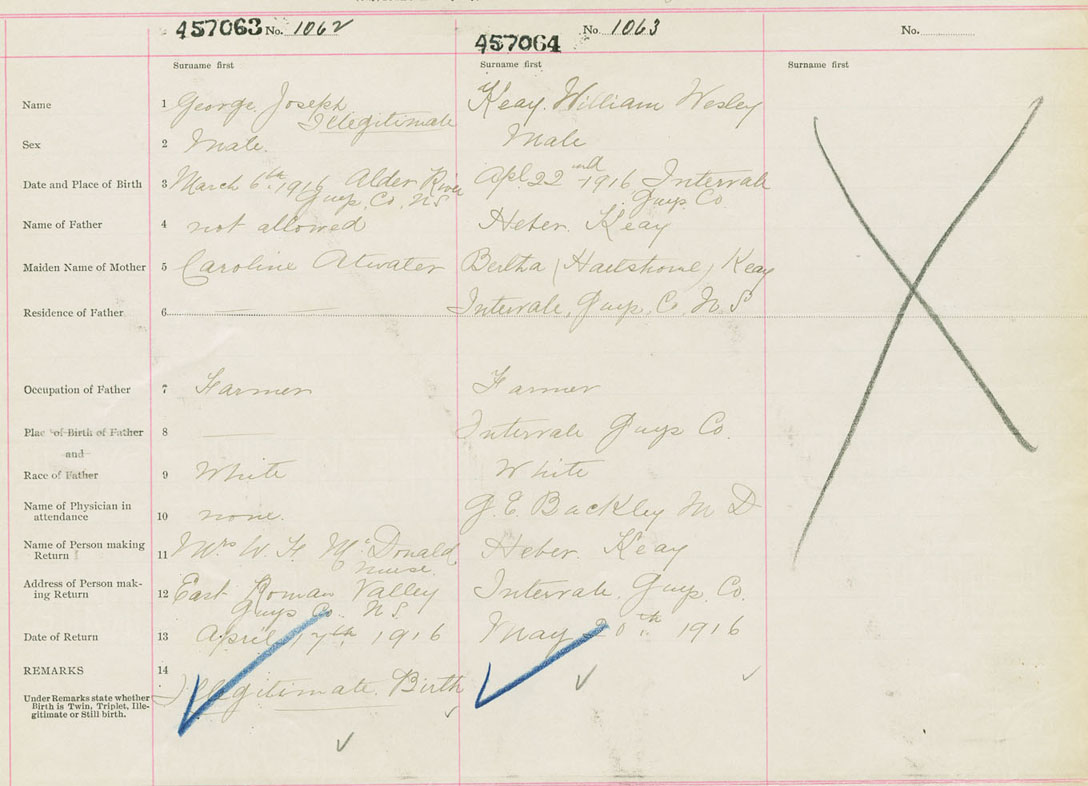 457063 No. 1062
457064 No. 1063
No.
Surname first
Surname first
Surname first
Name 1 George Joseph Keay. William Wesley
Illegitimate
Sex 2 Male. Male
Date and Place of Birth 3 March 6th. 1916 Alder River Apl 22nd 1916 Intervale
Guys. Co. N S Guys Co
Name of Father 4 not allowed Heber. Keay
Maiden Name of Mother 5 Caroline Atwater Bertha (Hartshorne) Keay
Residence of Father 6 Intervale, Guys. Co. N. S
Occupation of Father 7 Farmer Farmer
Plac of Birth of Father 8 Intervale Guys Co.
and
Race of Father 9 White White
Name of Physician in
attendance 10 none. G. E. Buckley M D
Name of Person making
Return 11 Mrs W. H. McDonald Heber. Keay
nurse.
Address of Person mak-
ing Return 12 East Roman Valley Intervale. Guys. Co.
Guys Co. N.S.
Date of Return 13 April 17th, 1916 May 20th. 1916
REMARKS 14
Illegitimate Birth
Under Remarks state whether
Birth is Twin, Triplet, Ille-
gitimate or Still birth.